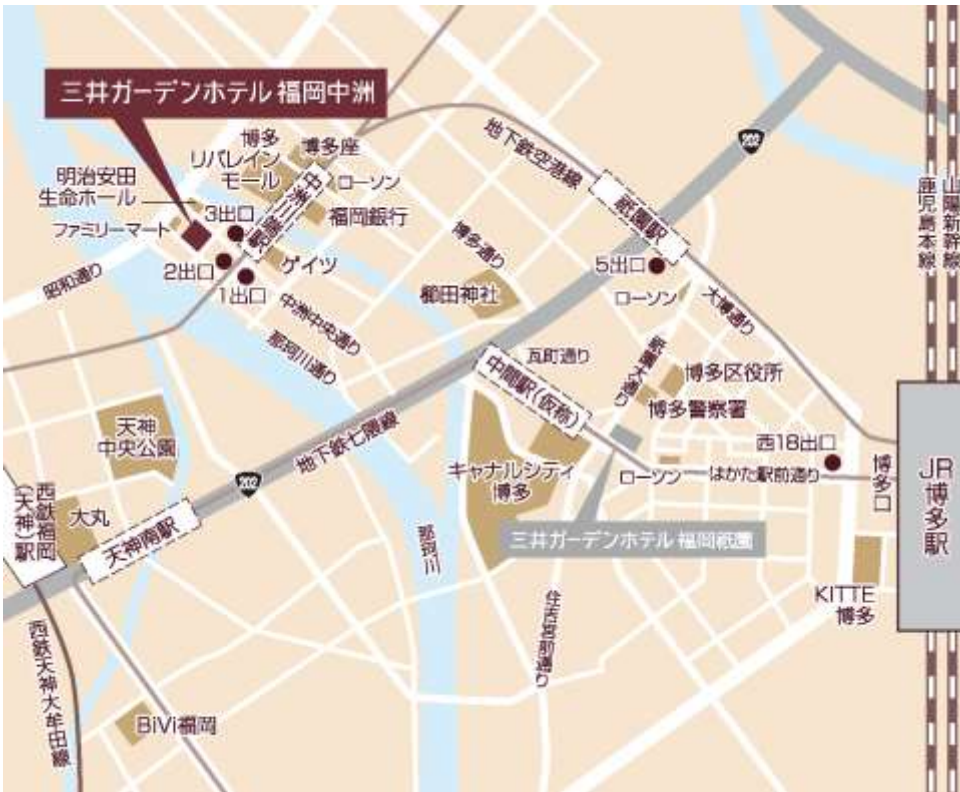 三井ガーデンホテル 福岡中洲
博多
リバレイン
モール
博多座
ローソン
中洲川端駅
福岡銀行
明治安田
生命ホール
ファミリーマート
3出口
2出口
1出口
ゲイツ
昭和通り
中洲中央通り
那珂川通り
地下鉄空港線
祇園駅
5出口
ローソン
202
山陽新幹線
鹿児島本線
博多通り
櫛田神社
大博通り
瓦町通り
祇園大通り
中間駅(仮称)
博多区役所
博多警察署
西18出口
地下鉄七隈線
天神
中央公園
202
キャナルシティ
博多
ローソン
はかた駅前通り
博多口
JR博多駅
西鉄福岡
(天神)駅
大丸
天神南駅
那珂川
三井ガーデンホテル 福岡祇園
住吉宮前通り
KITTE
博多
西鉄天神大牟田線
BiVi福岡